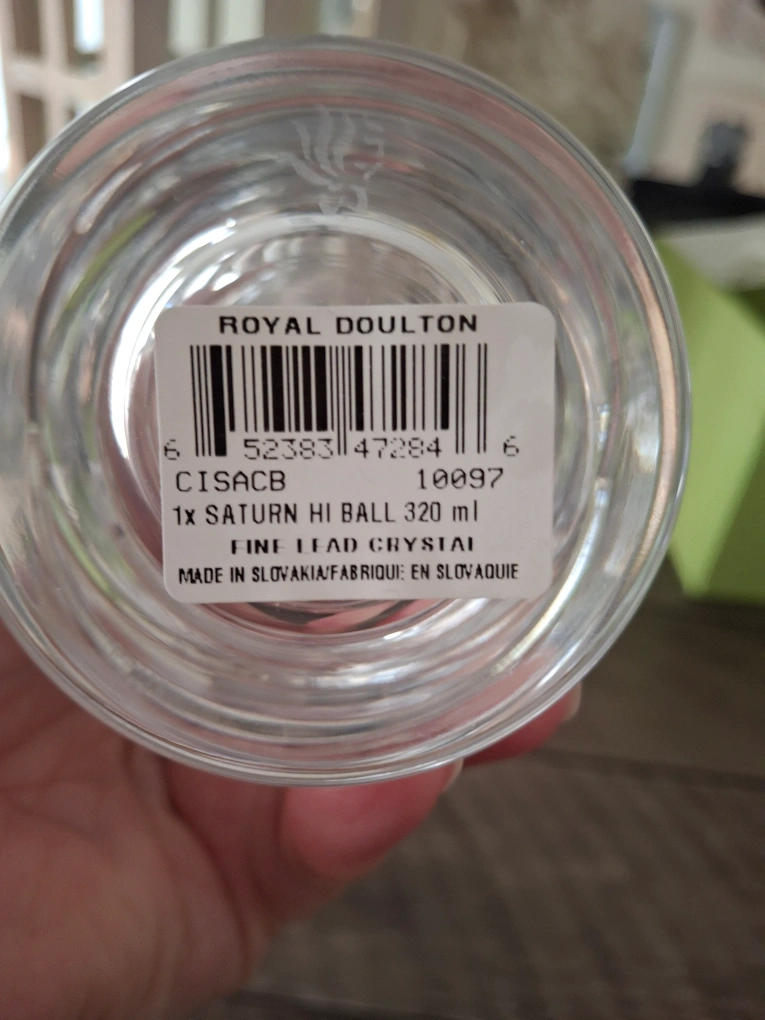 ROYAL DOULTON
6 52383 47284 6
CISACB 10097
1x SATURN HI BALL 320 ml
FINE LEAD CRYSTAL
MADE IN SLOVAKIA/FABRIQUE EN SLOVAQUIE